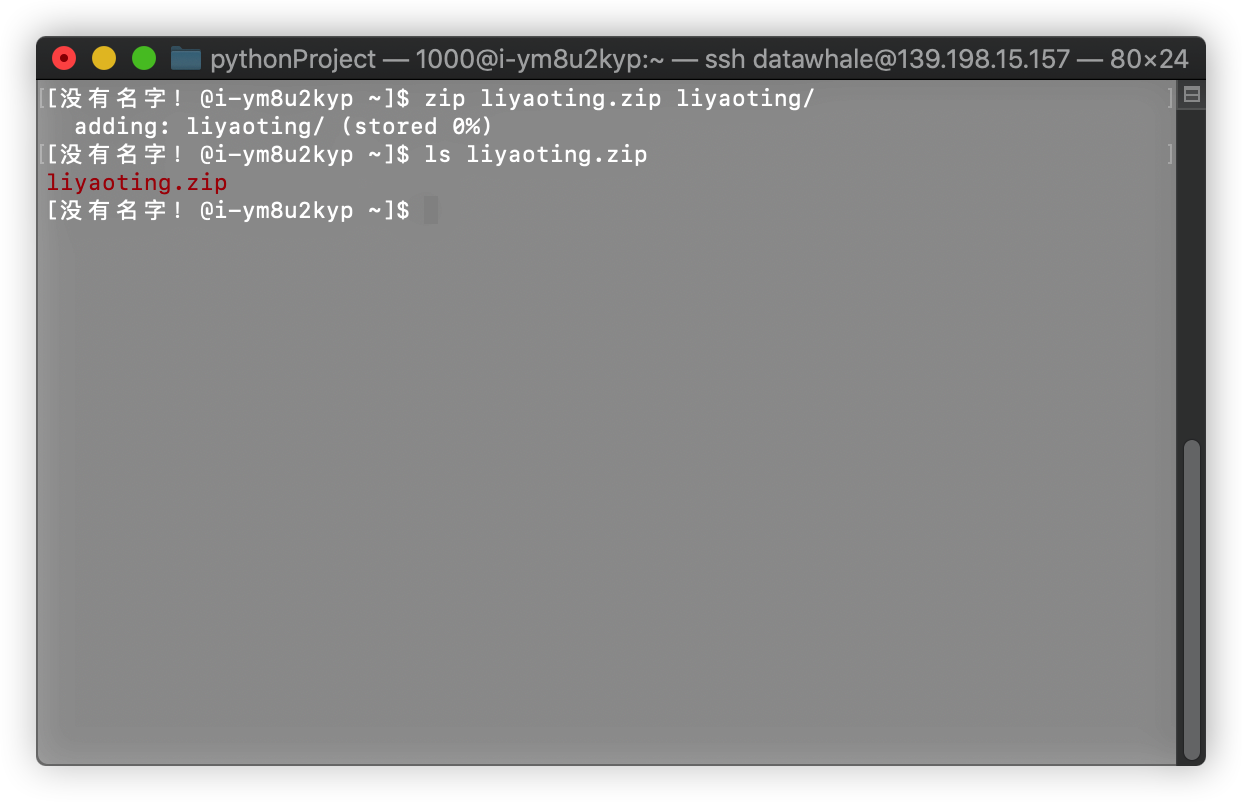 pythonProject — 1000@i-ym8u2kyp:~ — ssh datawhale@139.198.15.157 — 80×24
[[没有名字! @i-ym8u2kyp ~]$ zip liyaoting.zip liyaoting/ ]
  adding: liyaoting/ (stored 0%)
[[没有名字! @i-ym8u2kyp ~]$ ls liyaoting.zip ]
liyaoting.zip
[没有名字! @i-ym8u2kyp ~]$